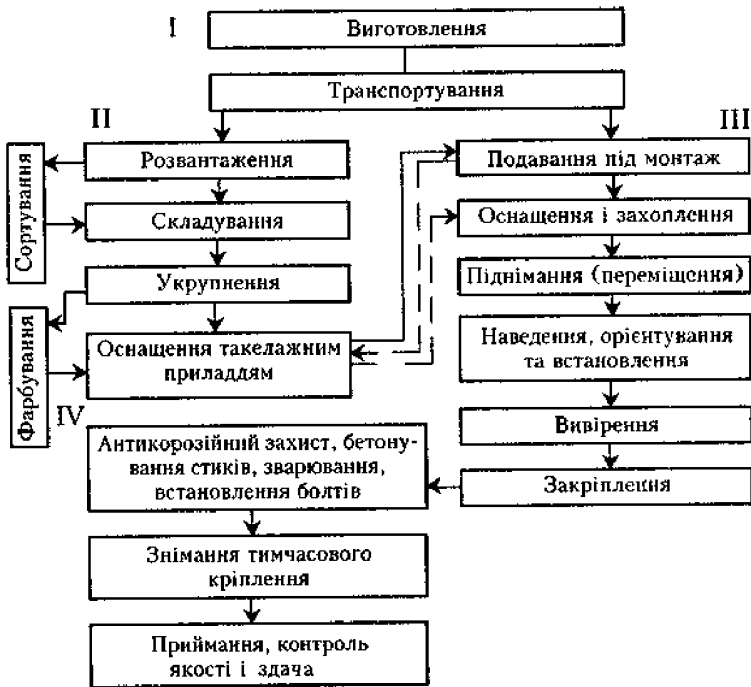 I
Виготовлення
Транспортування
II
Розвантаження
Сортування
Складування
Укрупнення
Фарбування
Оснащення такелажним
приладдям
III
Подавання під монтаж
Оснащення і захоплення
Піднімання (переміщення)
Наведення, орієнтування
та встановлення
Вивірення
Закріплення
IV
Антикорозійний захист, бетону-
вання стиків, зварювання,
встановлення болтів
Знімання тимчасового
кріплення
Приймання, контроль
якості і здача